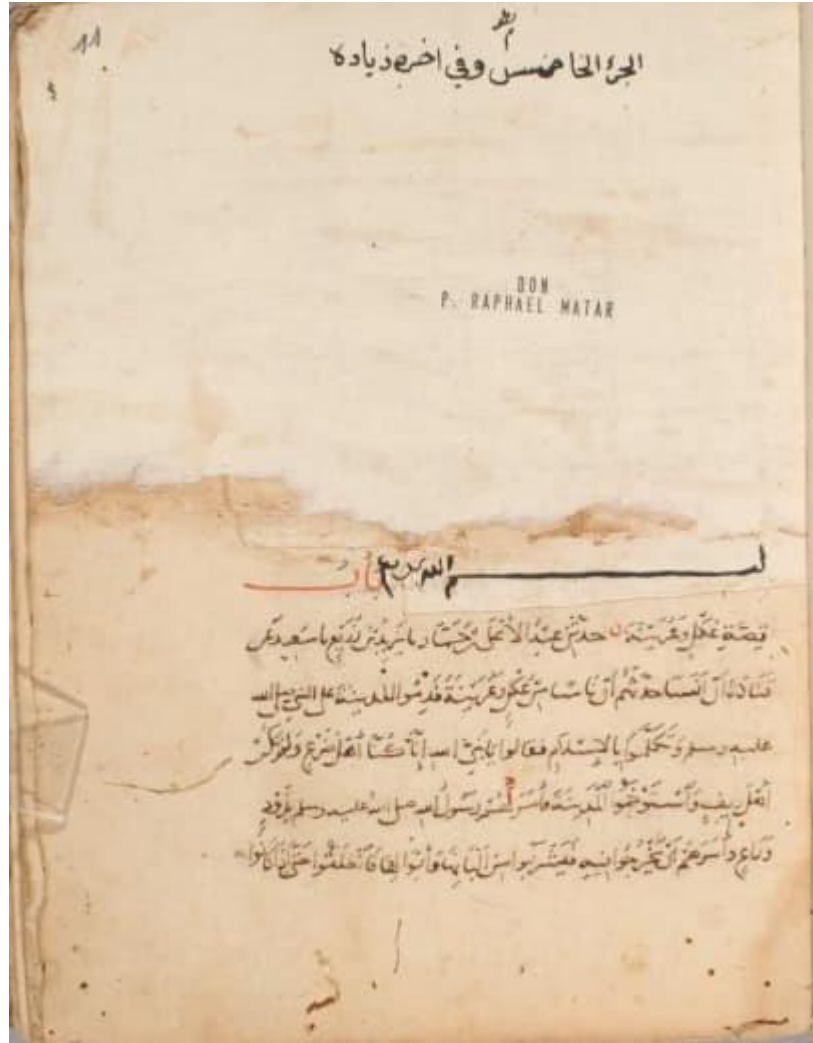 11
الجزء الخامس وفي اخره زيادة
DON
P. RAPHAEL MATAR
بسم الله باب
قصة عكل وعرينة حدثني عبد الأعلى بن حماد نا يزيد بن زريع نا سعيد عن
قتادة أن أنسا حدثهم أن ناسا من عكل وعرينة قدموا المدينة على النبي صلى الله
عليه وسلم وتكلموا بالإسلام فقالوا يا نبي الله إنا كنا أهل ضرع ولم نكن
أهل ريف واستوخموا المدينة فأمر لهم رسول الله صلى الله عليه وسلم بذود
وراع وأمرهم أن يخرجوا فيه فيشربوا من ألبانها وأبوالها فانطلقوا حتى إذا كانوا